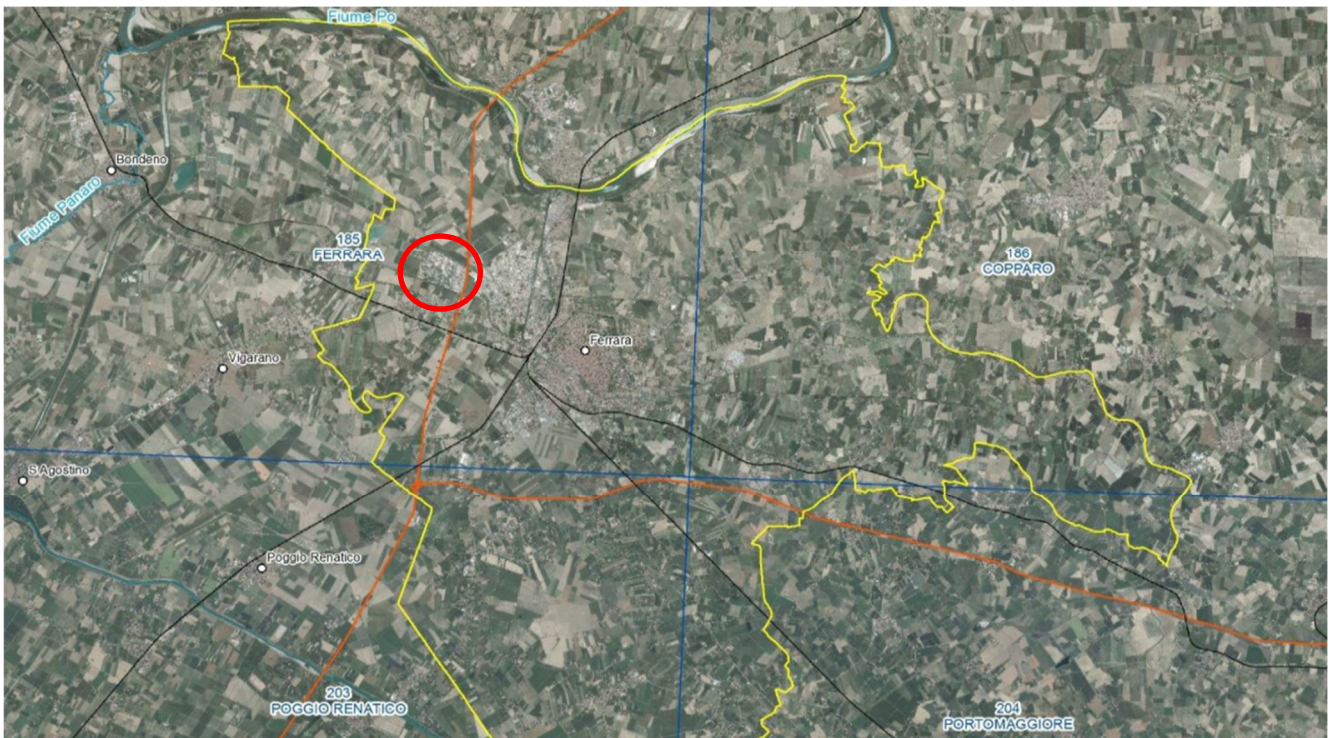 Fiume Po
Bondeno
Fiume Panaro
185
FERRARA
186
COPPARO
Ferrara
Vigarano
S.Agostino
Poggio Renatico
203
POGGIO RENATICO
204
PORTOMAGGIORE